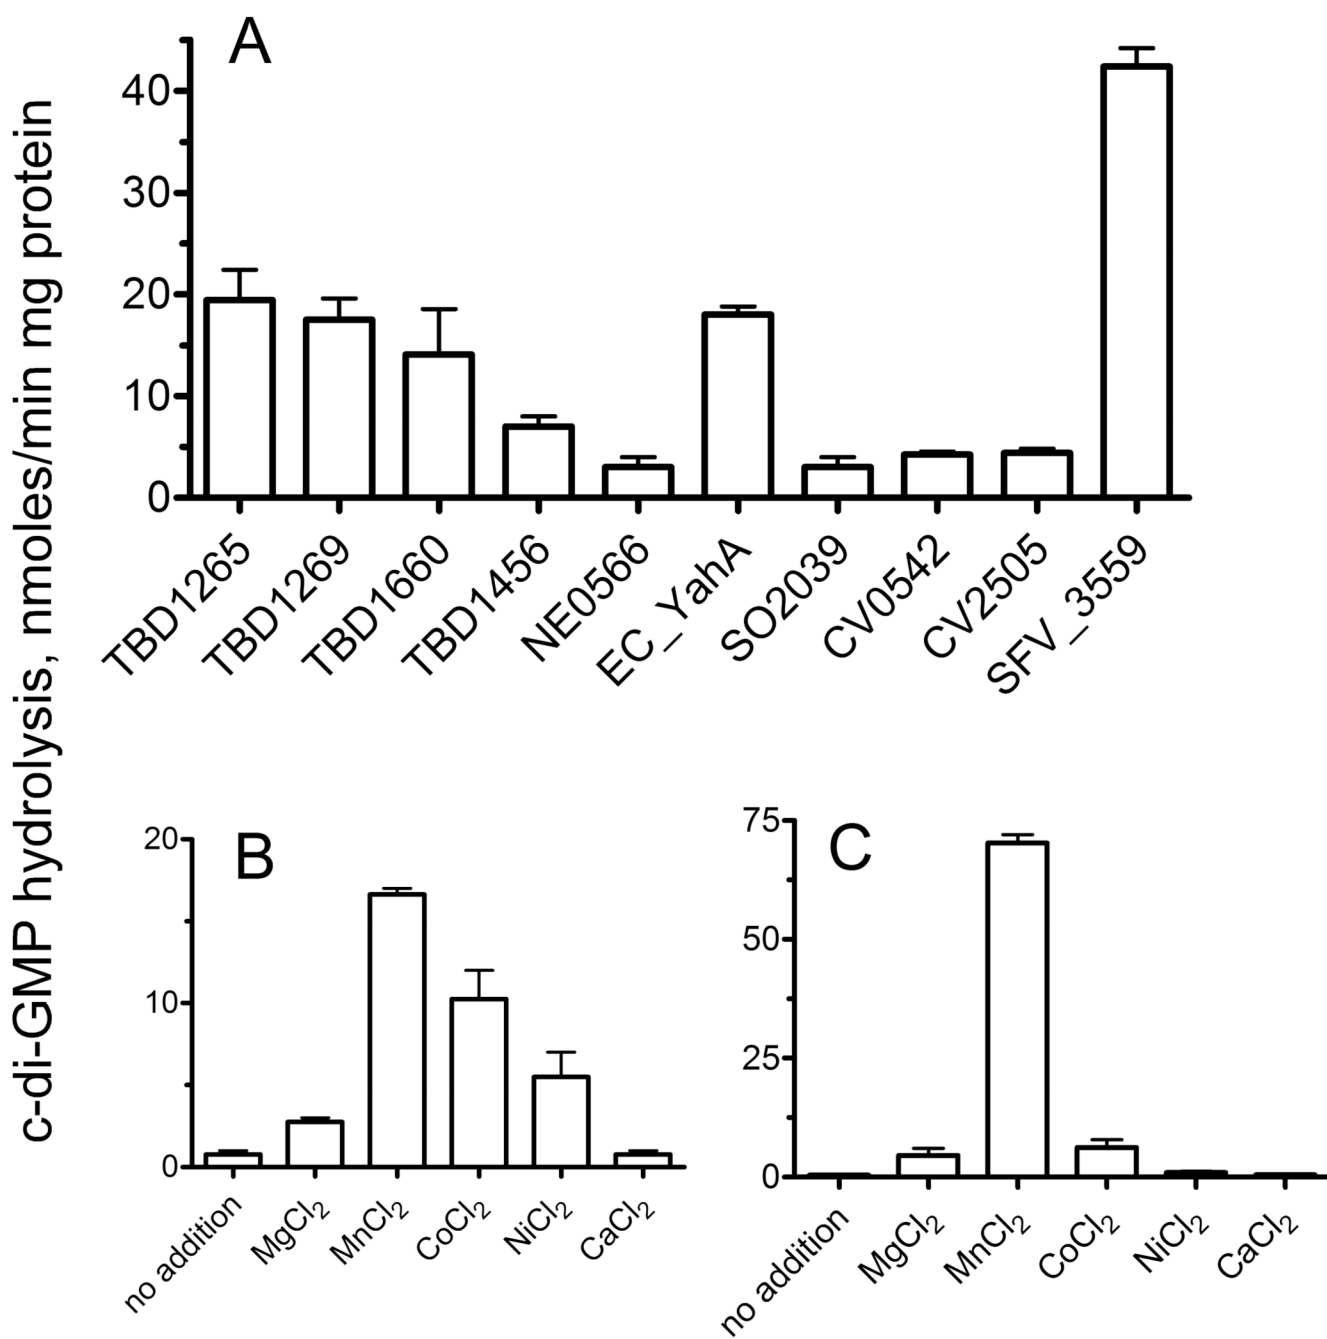 c-di-GMP hydrolysis, nmoles/min mg protein
A
40
30
20
10
0
TBD1265
TBD1269
TBD1660
TBD1456
NE0566
EC_YahA
SO2039
CV0542
CV2505
SFV_3559
B
20
10
0
no addition
MgCl₂
MnCl₂
CoCl₂
NiCl₂
CaCl₂
C
75
50
25
0
no addition
MgCl₂
MnCl₂
CoCl₂
NiCl₂
CaCl₂